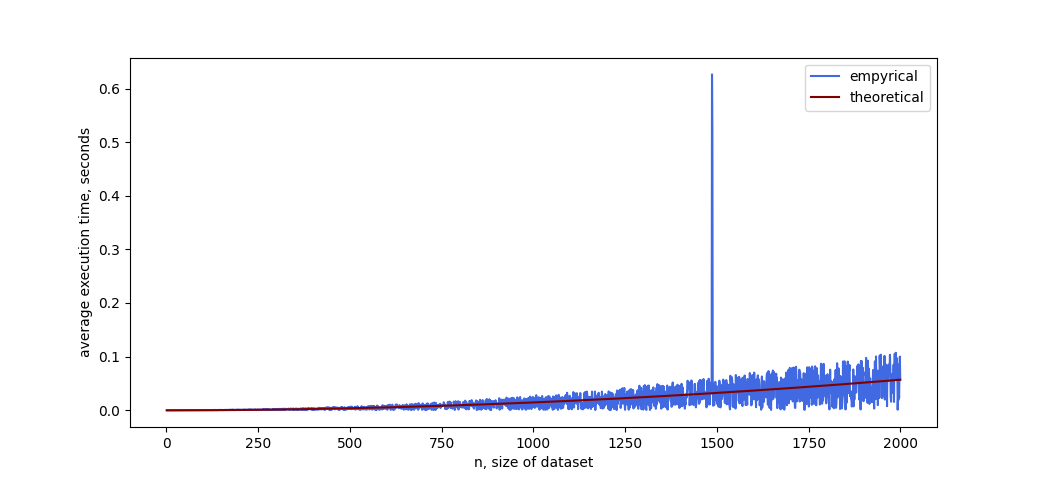 empyrical
theoretical
average execution time, seconds
0.6
0.5
0.4
0.3
0.2
0.1
0.0
0 250 500 750 1000 1250 1500 1750 2000
n, size of dataset